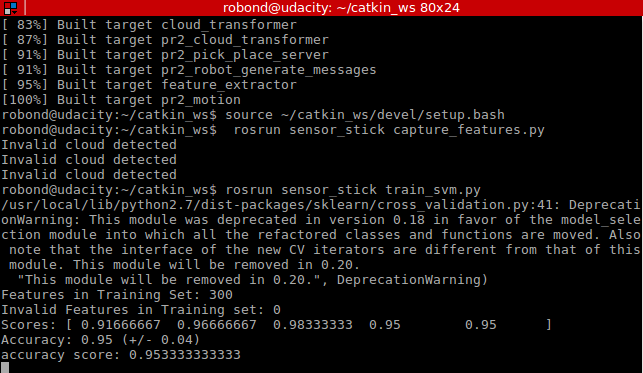 robond@udacity: ~/catkin_ws 80x24
[ 83%] Built target cloud_transformer
[ 87%] Built target pr2_cloud_transformer
[ 91%] Built target pr2_pick_place_server
[ 91%] Built target pr2_robot_generate_messages
[ 95%] Built target feature_extractor
[100%] Built target pr2_motion
robond@udacity:~/catkin_ws$ source ~/catkin_ws/devel/setup.bash
robond@udacity:~/catkin_ws$  rosrun sensor_stick capture_features.py
Invalid cloud detected
Invalid cloud detected
Invalid cloud detected
robond@udacity:~/catkin_ws$ rosrun sensor_stick train_svm.py
/usr/local/lib/python2.7/dist-packages/sklearn/cross_validation.py:41: Deprecati
onWarning: This module was deprecated in version 0.18 in favor of the model_sele
ction module into which all the refactored classes and functions are moved. Also
 note that the interface of the new CV iterators are different from that of this
 module. This module will be removed in 0.20.
  "This module will be removed in 0.20.", DeprecationWarning)
Features in Training Set: 300
Invalid Features in Training set: 0
Scores: [ 0.91666667  0.96666667  0.98333333  0.95        0.95      ]
Accuracy: 0.95 (+/- 0.04)
accuracy score: 0.953333333333